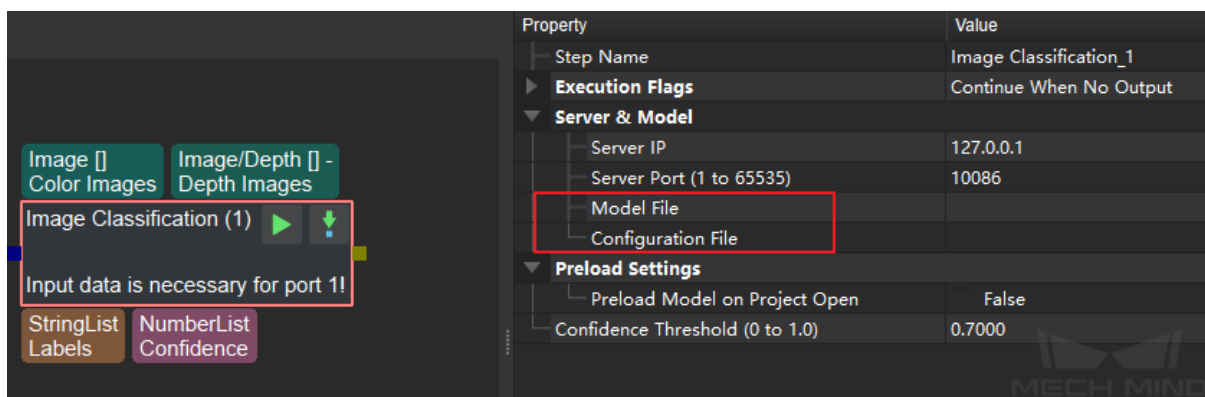 Image []
Color Images
Image/Depth [] -
Depth Images
Image Classification (1)
Input data is necessary for port 1!
StringList
Labels
NumberList
Confidence
Property Value
Step Name Image Classification_1
Execution Flags Continue When No Output
Server & Model
Server IP 127.0.0.1
Server Port (1 to 65535) 10086
Model File
Configuration File
Preload Settings
Preload Model on Project Open False
Confidence Threshold (0 to 1.0) 0.7000
MECH MIND